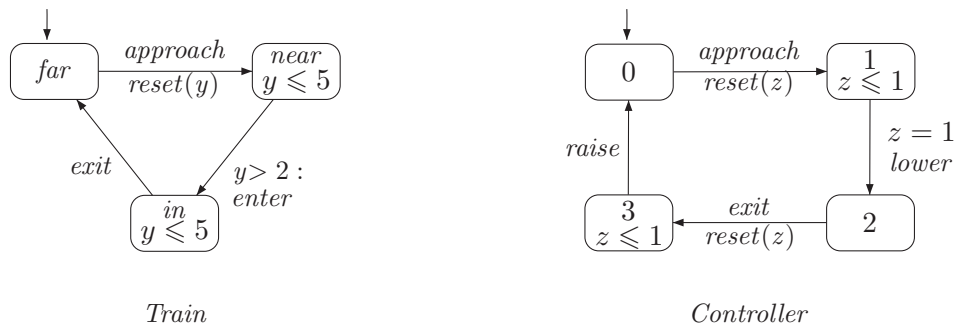 far
approach
reset(y)
near
y ⩽ 5
exit
y> 2 :
enter
in
y ⩽ 5
Train
0
approach
reset(z)
1
z ⩽ 1
raise
z = 1
lower
3
z ⩽ 1
exit
reset(z)
2
Controller